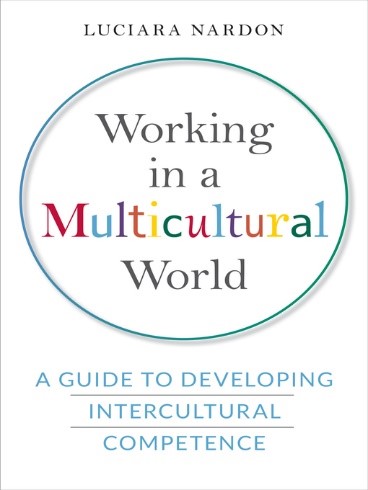 LUCIARA NARDON
Working
in a
Multicultural
World
A GUIDE TO DEVELOPING
INTERCULTURAL
COMPETENCE